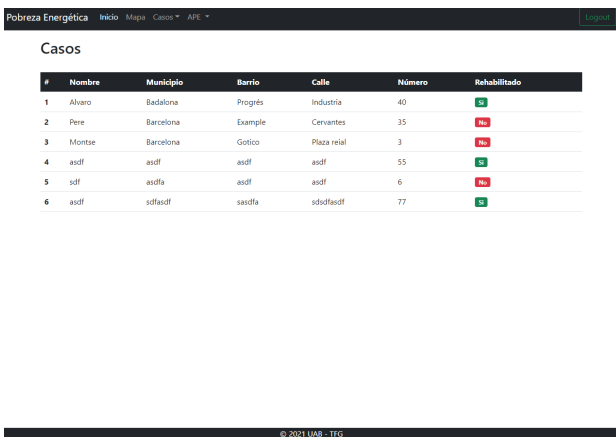 Pobreza Energética Inicio Mapa Casos APE Logout
Casos
# Nombre Municipio Barrio Calle Número Rehabilitado
1 Alvaro Badalona Progrés Industria 40 Si
2 Pere Barcelona Example Cervantes 35 No
3 Montse Barcelona Gotico Plaza reial 3 No
4 asdf asdf asdf asdf 55 Si
5 sdf asdfa asdf asdf 6 No
6 asdf sdfasdf sasdfa sdsdfasdf 77 Si
© 2021 UAB - TFG